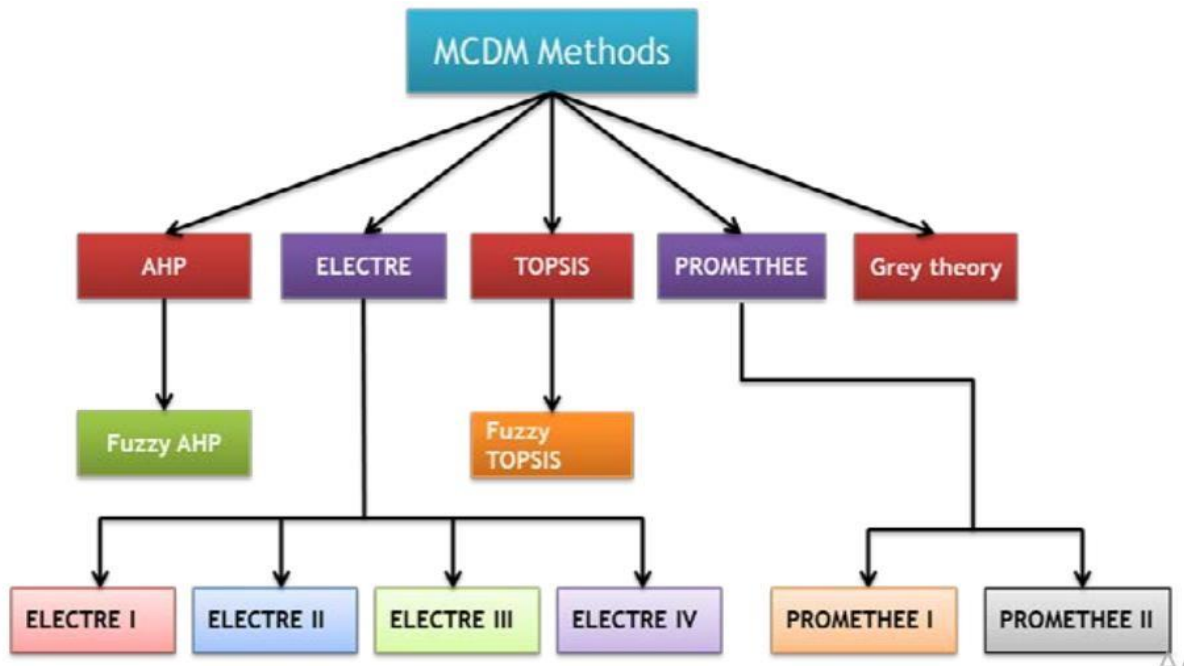 MCDM Methods
AHP
ELECTRE
TOPSIS
PROMETHEE
Grey theory
Fuzzy AHP
Fuzzy
TOPSIS
ELECTRE I
ELECTRE II
ELECTRE III
ELECTRE IV
PROMETHEE I
PROMETHEE II